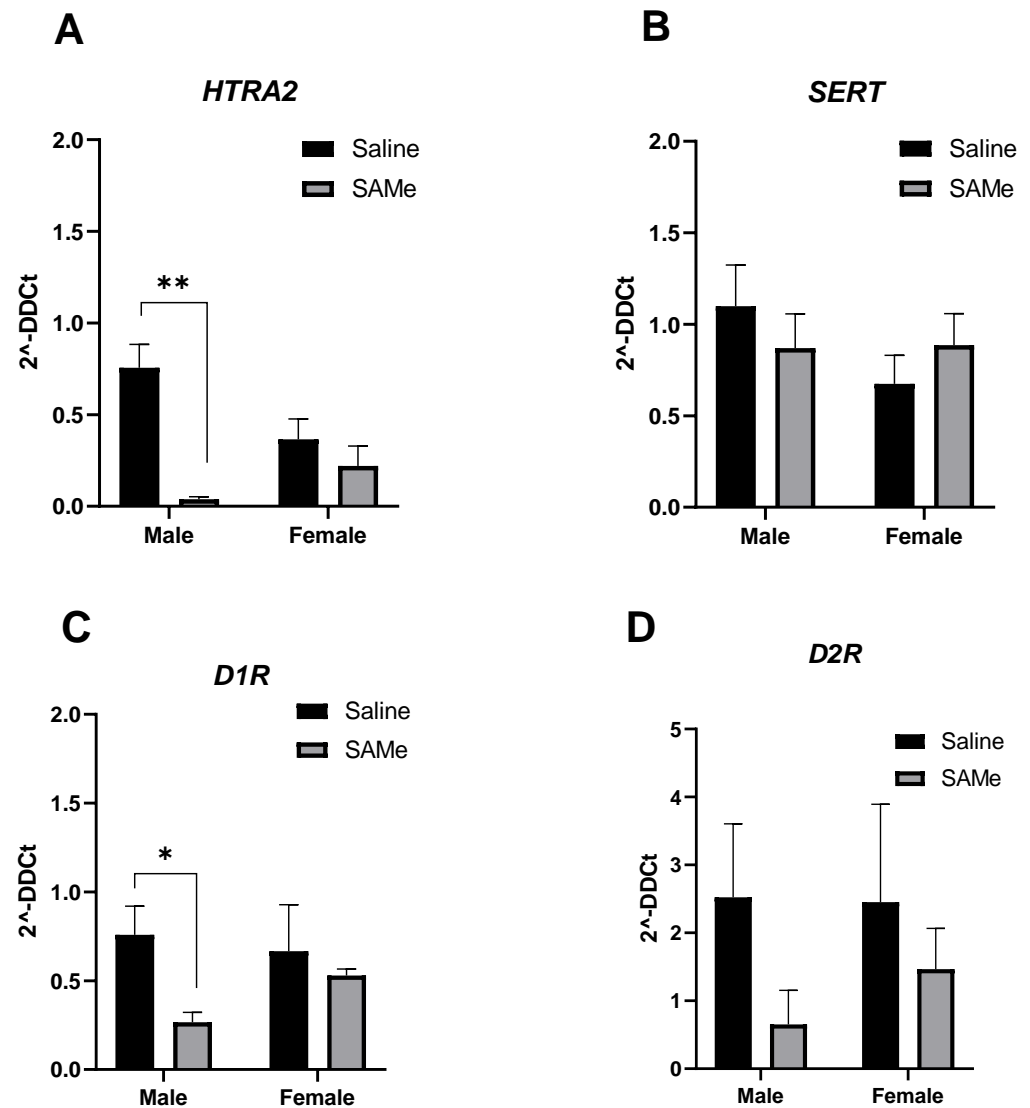 A
HTRA2
2.0
1.5
1.0
0.5
0.0
2^-DDCt
Saline
SAMe
**
Male Female
B
SERT
2.0
1.5
1.0
0.5
0.0
2^-DDCt
Saline
SAMe
Male Female
C
D1R
2.0
1.5
1.0
0.5
0.0
2^-DDCt
Saline
SAMe
*
Male Female
D
D2R
5
4
3
2
1
0
2^-DDCt
Saline
SAMe
Male Female